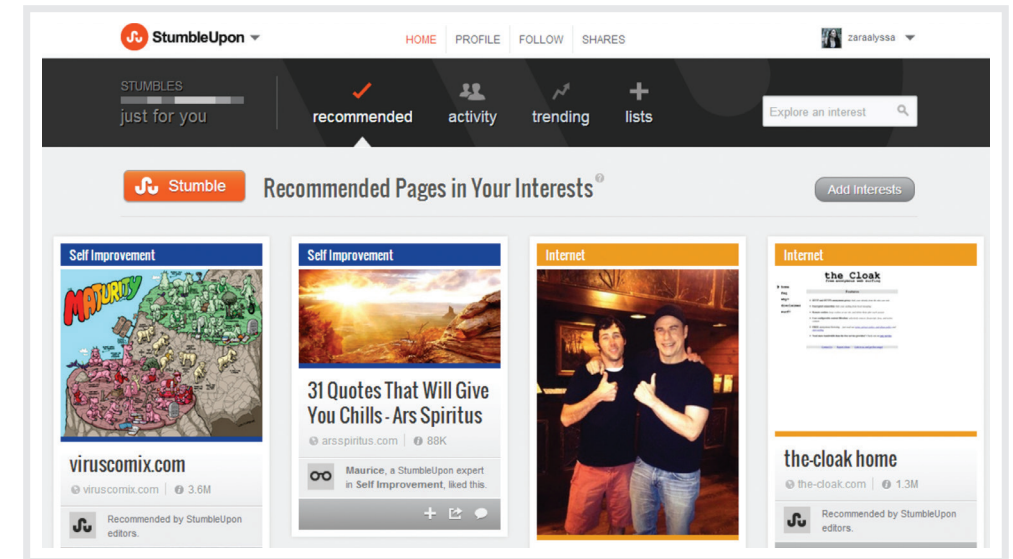 StumbleUpon
HOME PROFILE FOLLOW SHARES
zaraalyssa
STUMBLES
just for you
recommended activity trending lists
Explore an interest
Stumble
Recommended Pages in Your Interests
Add Interests
Self Improvement
MATURITY
viruscomix.com
viruscomix.com | 3.6M
Recommended by StumbleUpon
editors.
Self Improvement
31 Quotes That Will Give
You Chills - Ars Spiritus
arsspiritus.com | 88K
Maurice, a StumbleUpon expert
in Self Improvement, liked this.
Internet
Internet
the Cloak
the-cloak home
the-cloak.com | 1.3M
Recommended by StumbleUpon
editors.